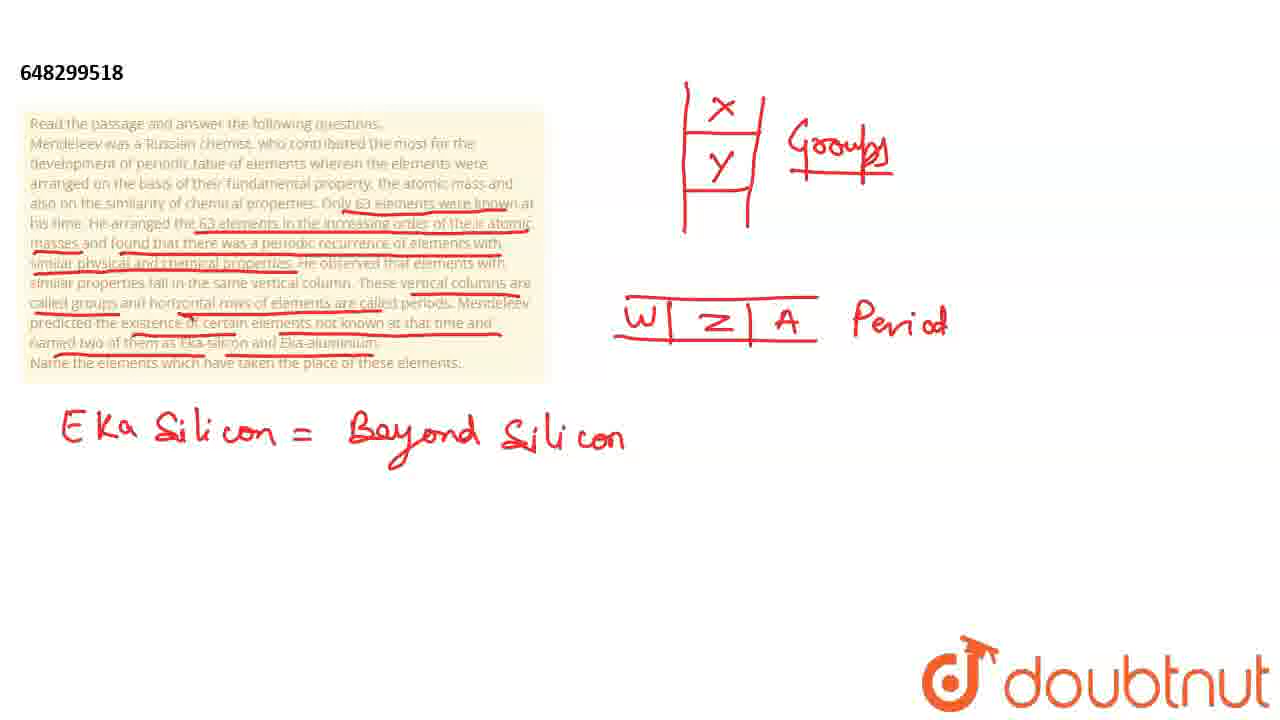 648299518
Read the passage and answer the following questions.
Mendeleev was a Russian chemist, who contributed the most for the
development of periodic table of elements wherein the elements were
arranged on the basis of their fundamental property, the atomic mass and
also on the similarity of chemical properties. Only 63 elements were known at
his time. He arranged the 63 elements in the increasing order of the ir atomic
masses and found that there was a periodic recurrence of elements with
similar physical and chemical properties. He observed that elements with
similar properties fall in the same vertical column. These vertical columns are
called groups and horizontal rows of elements are called periods. Mendeleev
predicted the existence of certain elements not known at that time and
named two of them as Eka-silicon and Eka-aluminium.
Name the elements which have taken the place of these elements.
X
Y
Groups
W Z A Period
Eka Silicon = Beyond Silicon
doubtnut